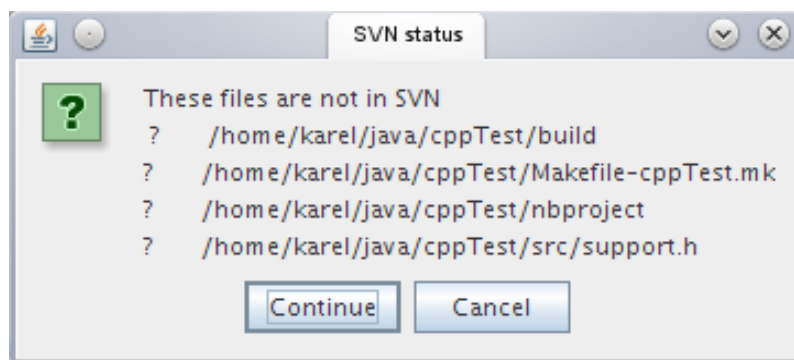 SVN status
These files are not in SVN
? /home/karel/java/cppTest/build
? /home/karel/java/cppTest/Makefile-cppTest.mk
? /home/karel/java/cppTest/nbproject
? /home/karel/java/cppTest/src/support.h
Continue Cancel